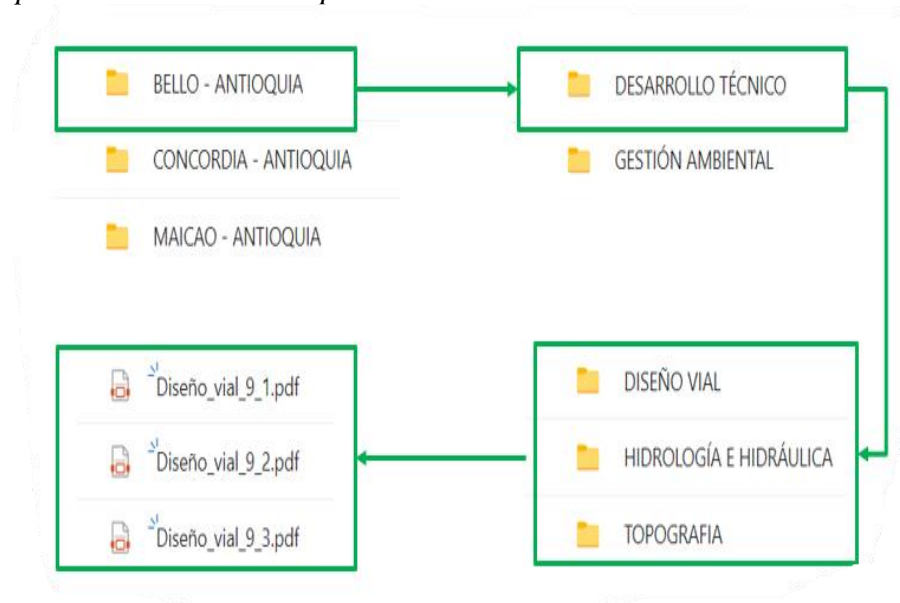 BELLO - ANTIOQUIA
CONCORDIA - ANTIOQUIA
MAICAO - ANTIOQUIA
DESARROLLO TÉCNICO
GESTIÓN AMBIENTAL
DISEÑO VIAL
HIDROLOGÍA E HIDRÁULICA
TOPOGRAFIA
Diseño_vial_9_1.pdf
Diseño_vial_9_2.pdf
Diseño_vial_9_3.pdf